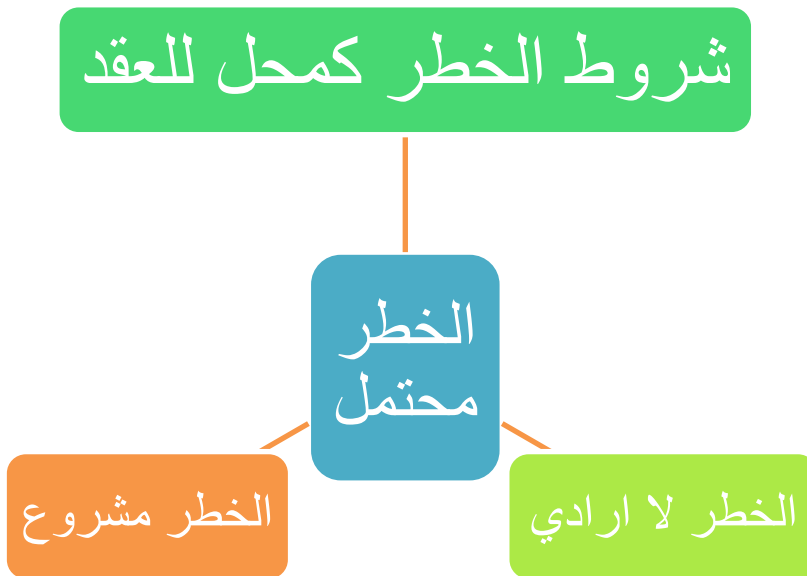 شروط الخطر كمحل للعقد
الخطر
محتمل
الخطر لا ارادي
الخطر مشروع